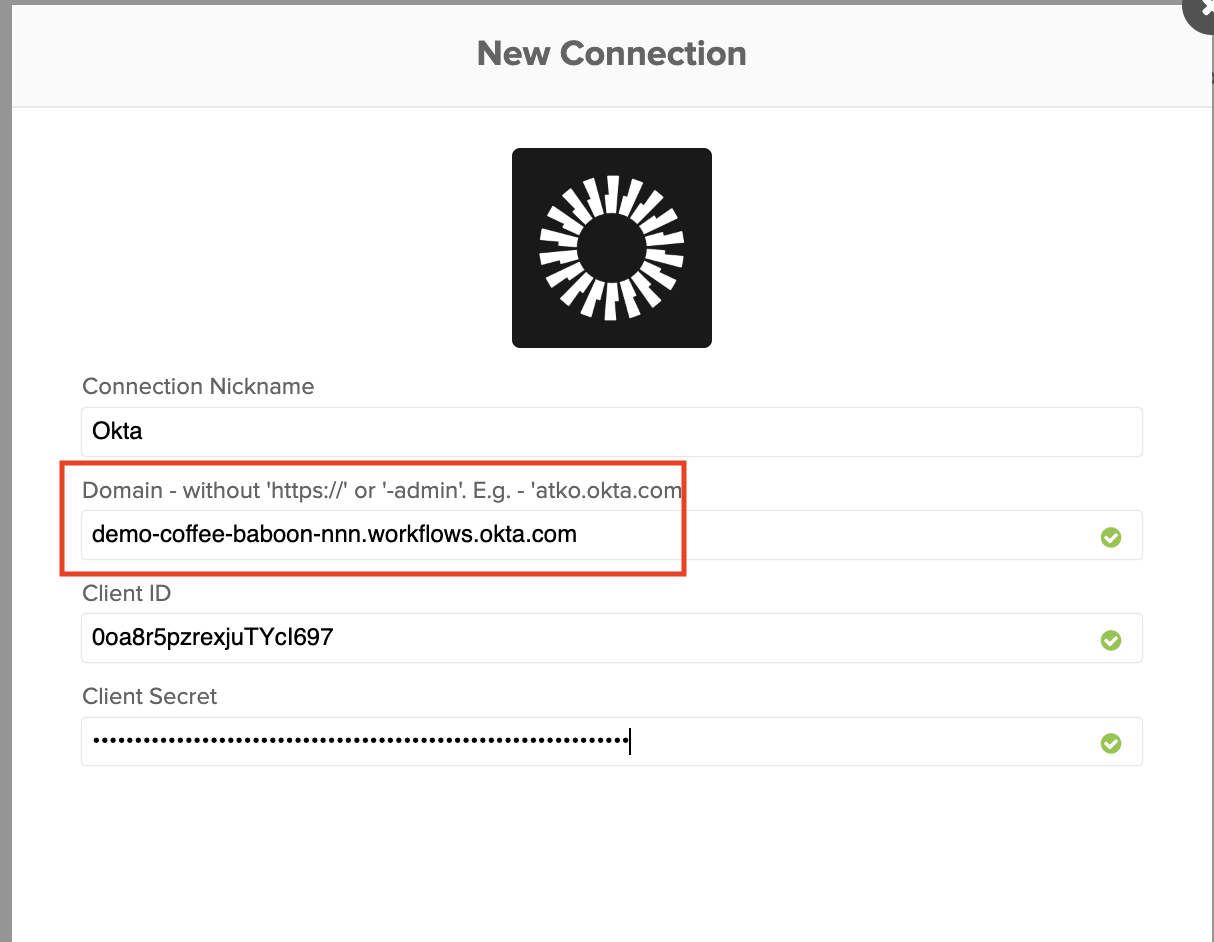 New Connection
Connection Nickname
Okta
Domain - without 'https://' or '-admin'. E.g. - 'atko.okta.com
demo-coffee-baboon-nnn.workflows.okta.com
Client ID
0oa8r5pzrexjuTYcI697
Client Secret